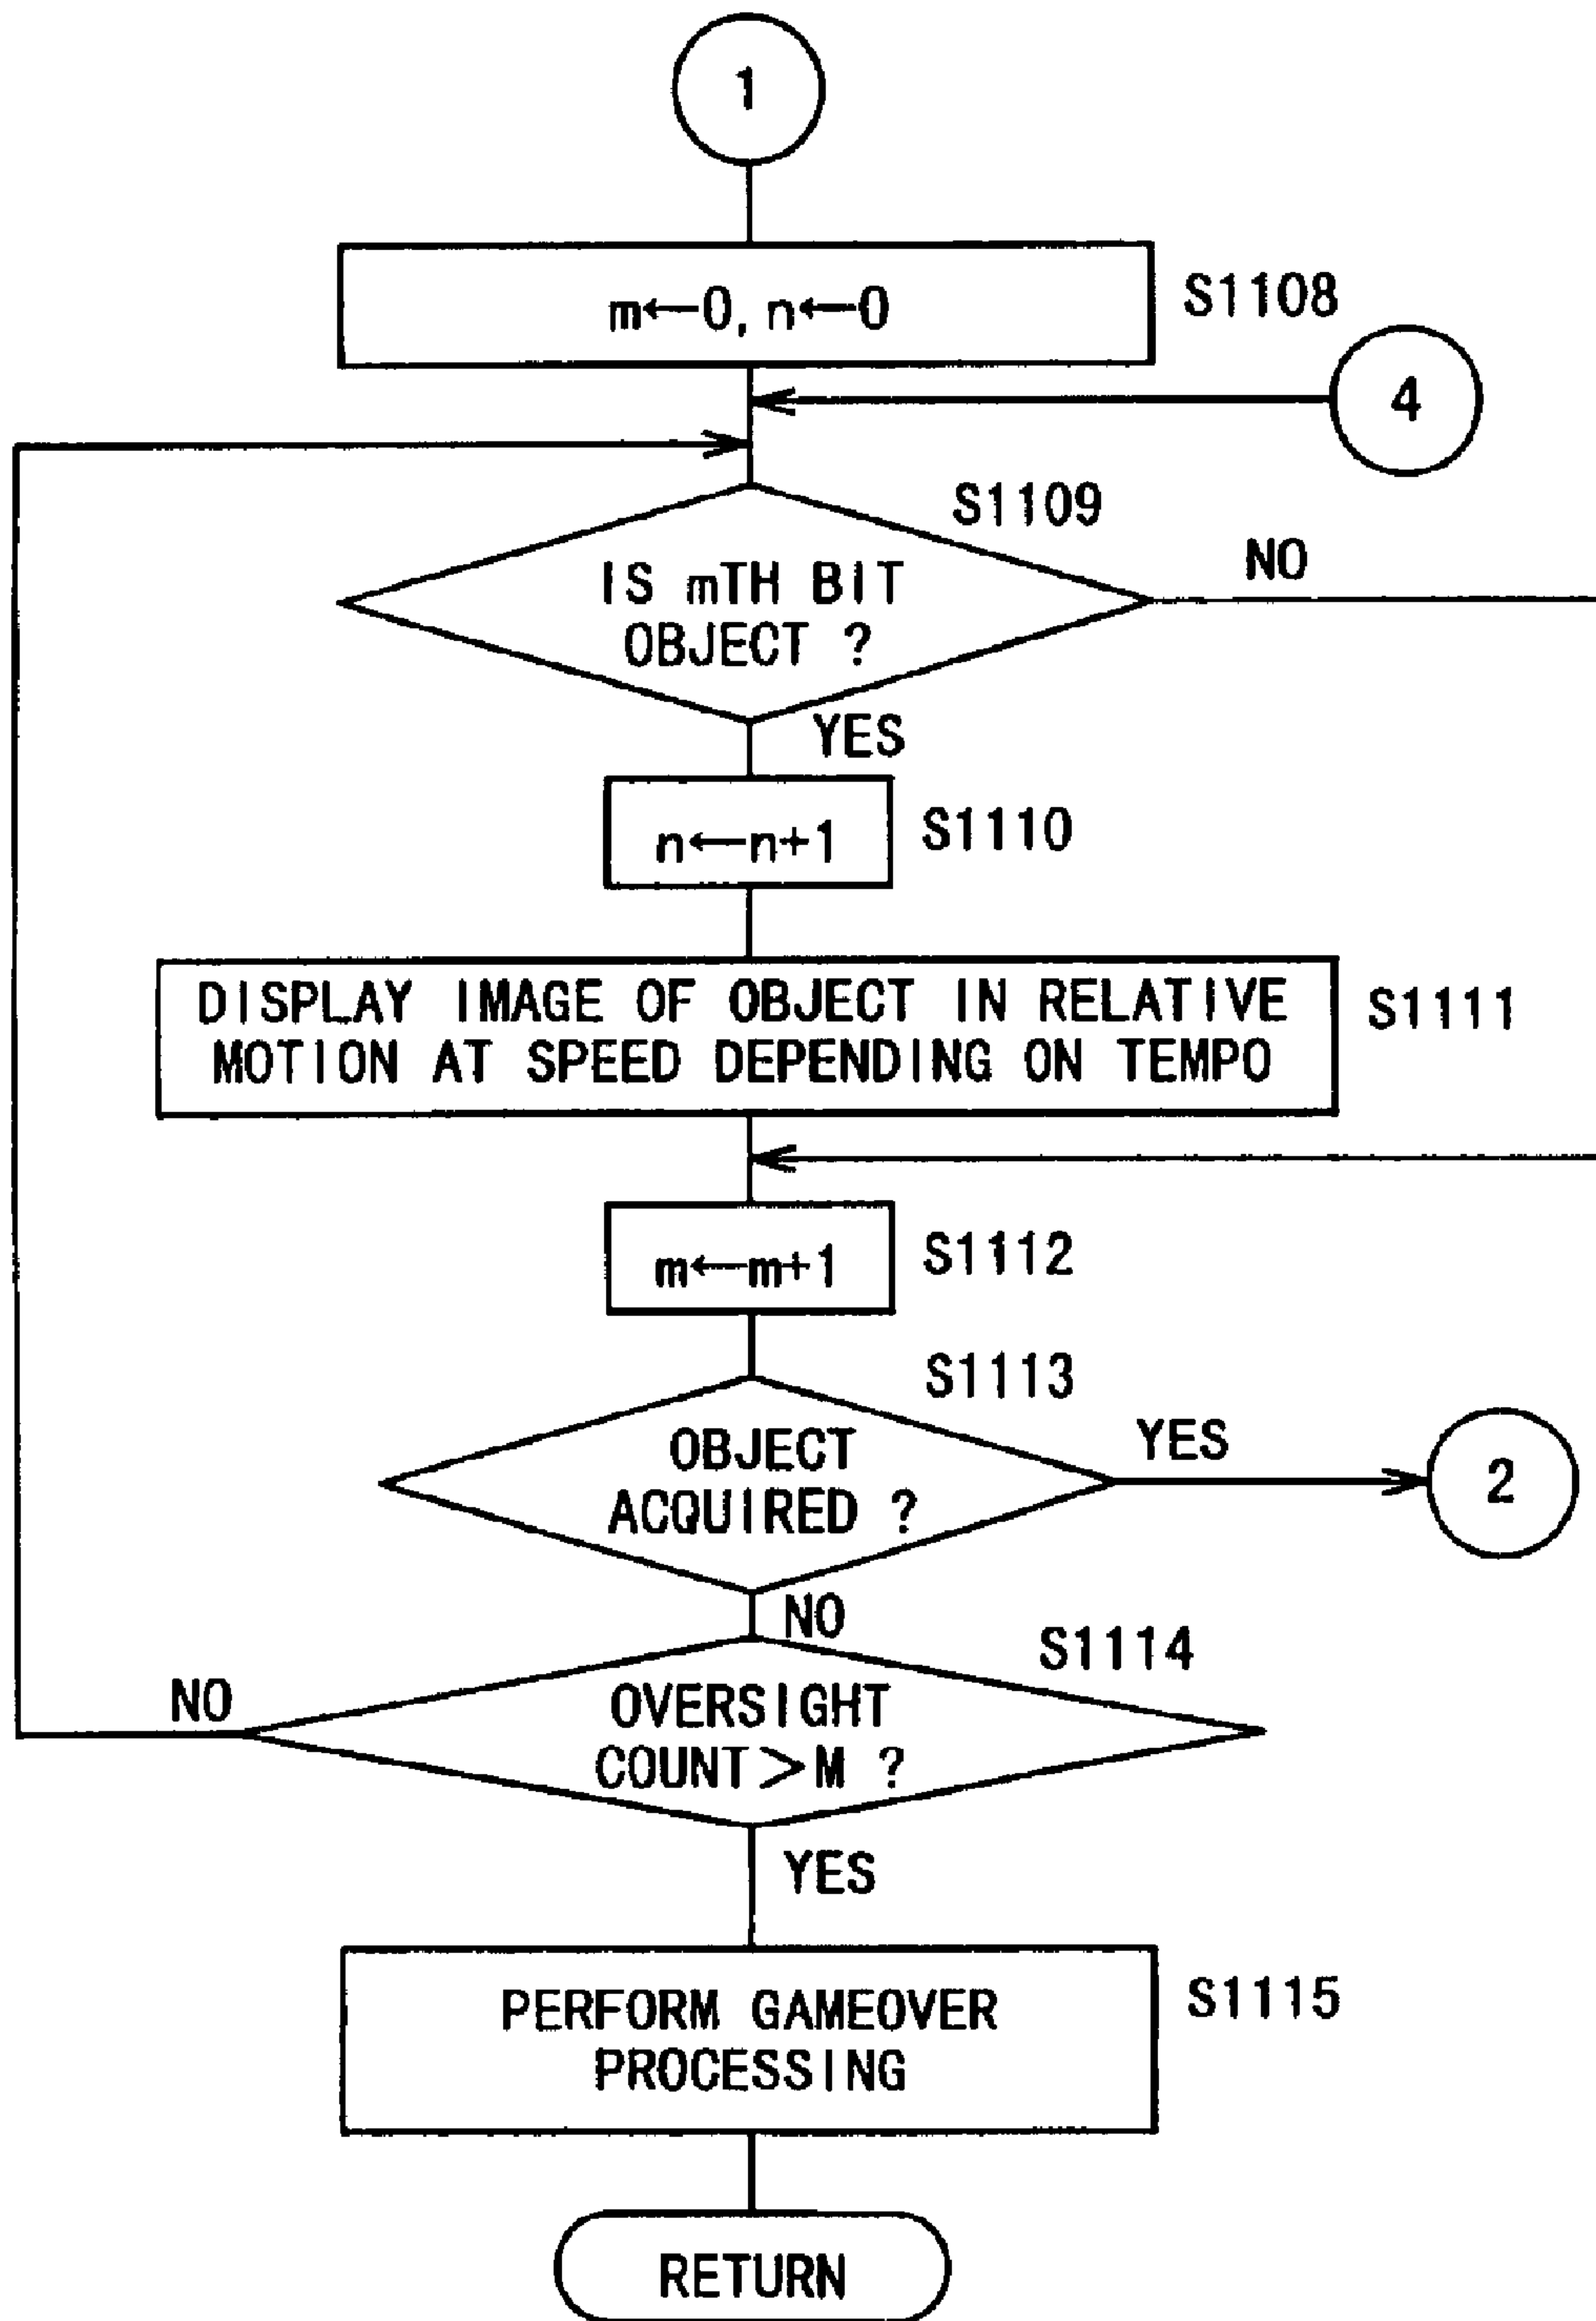 1
m←0, n←0
S1108
4
S1109
IS mTH BIT
OBJECT ?
NO
YES
n←n+1
S1110
DISPLAY IMAGE OF OBJECT IN RELATIVE
MOTION AT SPEED DEPENDING ON TEMPO
S1111
m←m+1
S1112
S1113
OBJECT
ACQUIRED ?
YES
2
NO
S1114
OVERSIGHT
COUNT>M ?
NO
YES
PERFORM GAMEOVER
PROCESSING
S1115
RETURN